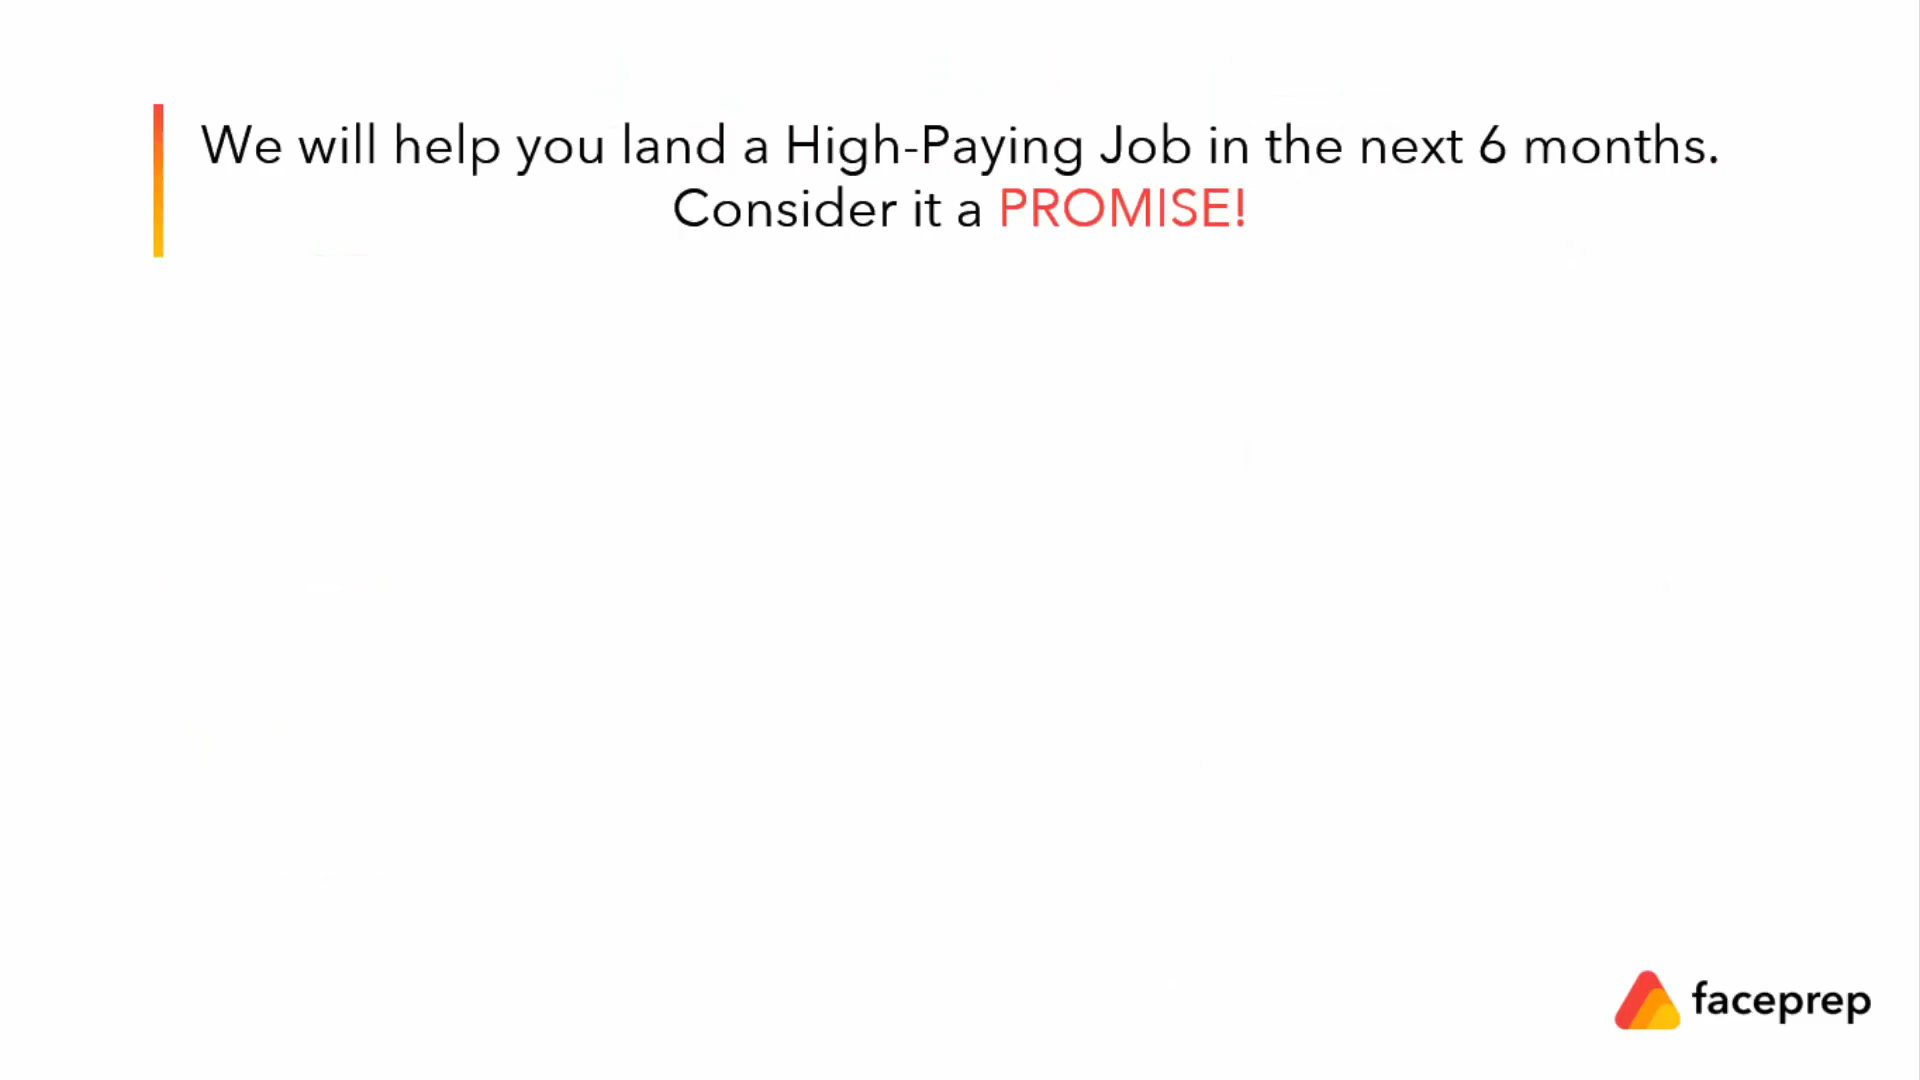 We will help you land a High-Paying Job in the next 6 months.
Consider it a PROMISE!
faceprep